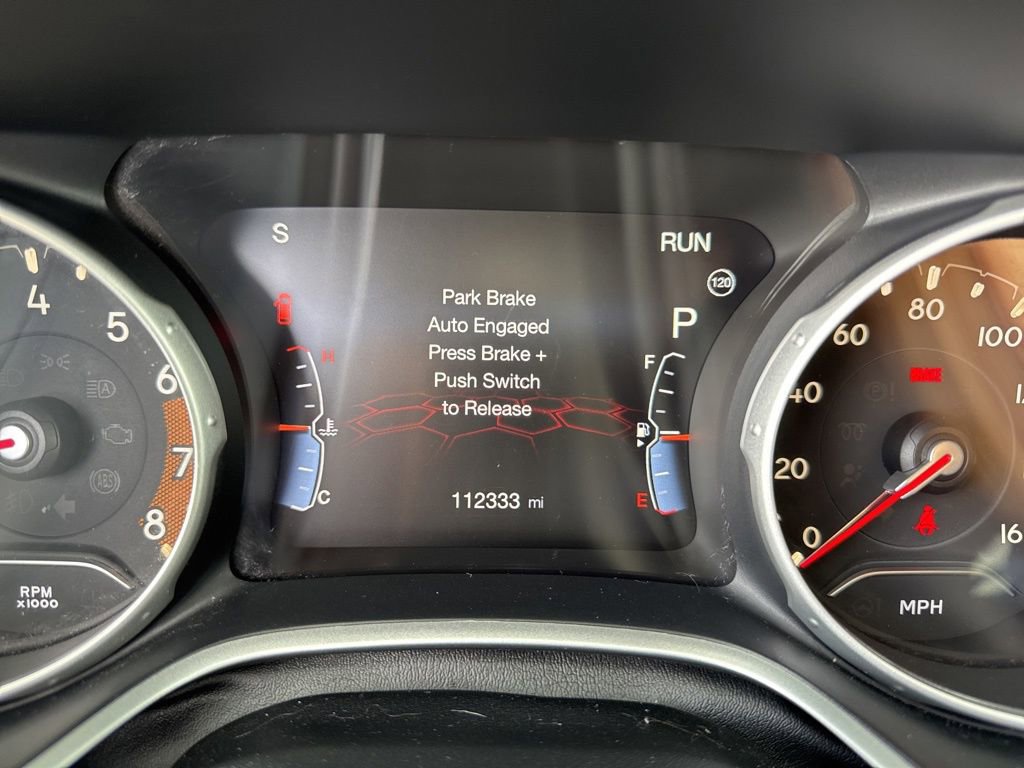 S
RUN
120
Park Brake
Auto Engaged
Press Brake +
Push Switch
to Release
P
H
F
C
E
112333 mi
4
5
6
7
8
RPM
x1000
0
20
40
60
80
100
BRAKE
ABS
A
MPH